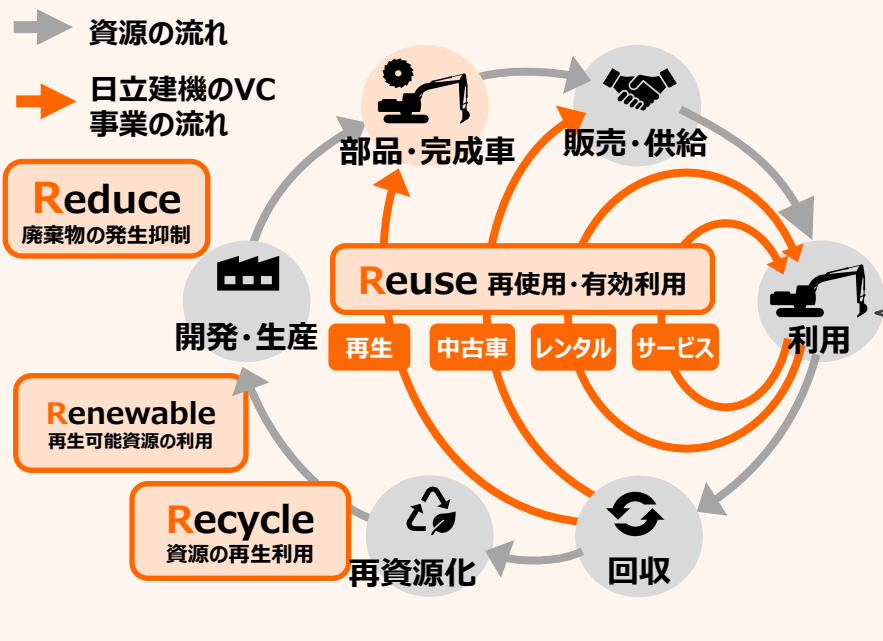 資源の流れ
日立建機のVC
事業の流れ
部品・完成車
販売・供給
Reduce
廃棄物の発生抑制
Reuse 再使用・有効利用
開発・生産
再生
中古車
レンタル
サービス
利用
Renewable
再生可能資源の利用
Recycle
資源の再生利用
再資源化
回収